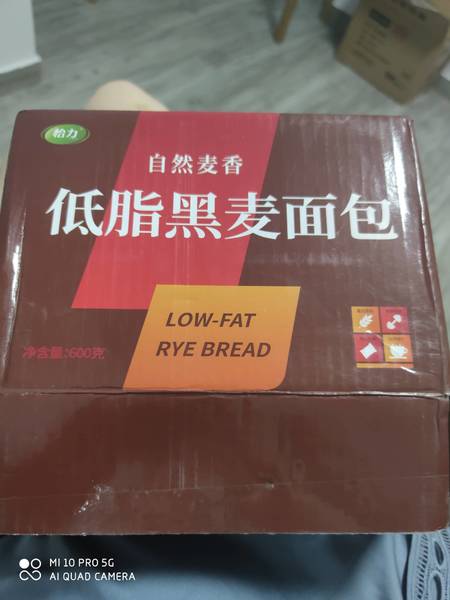 怡力
自然麦香
低脂黑麦面包
LOW-FAT
RYE BREAD
净含量:600克
MI 10 PRO 5G
AI QUAD CAMERA